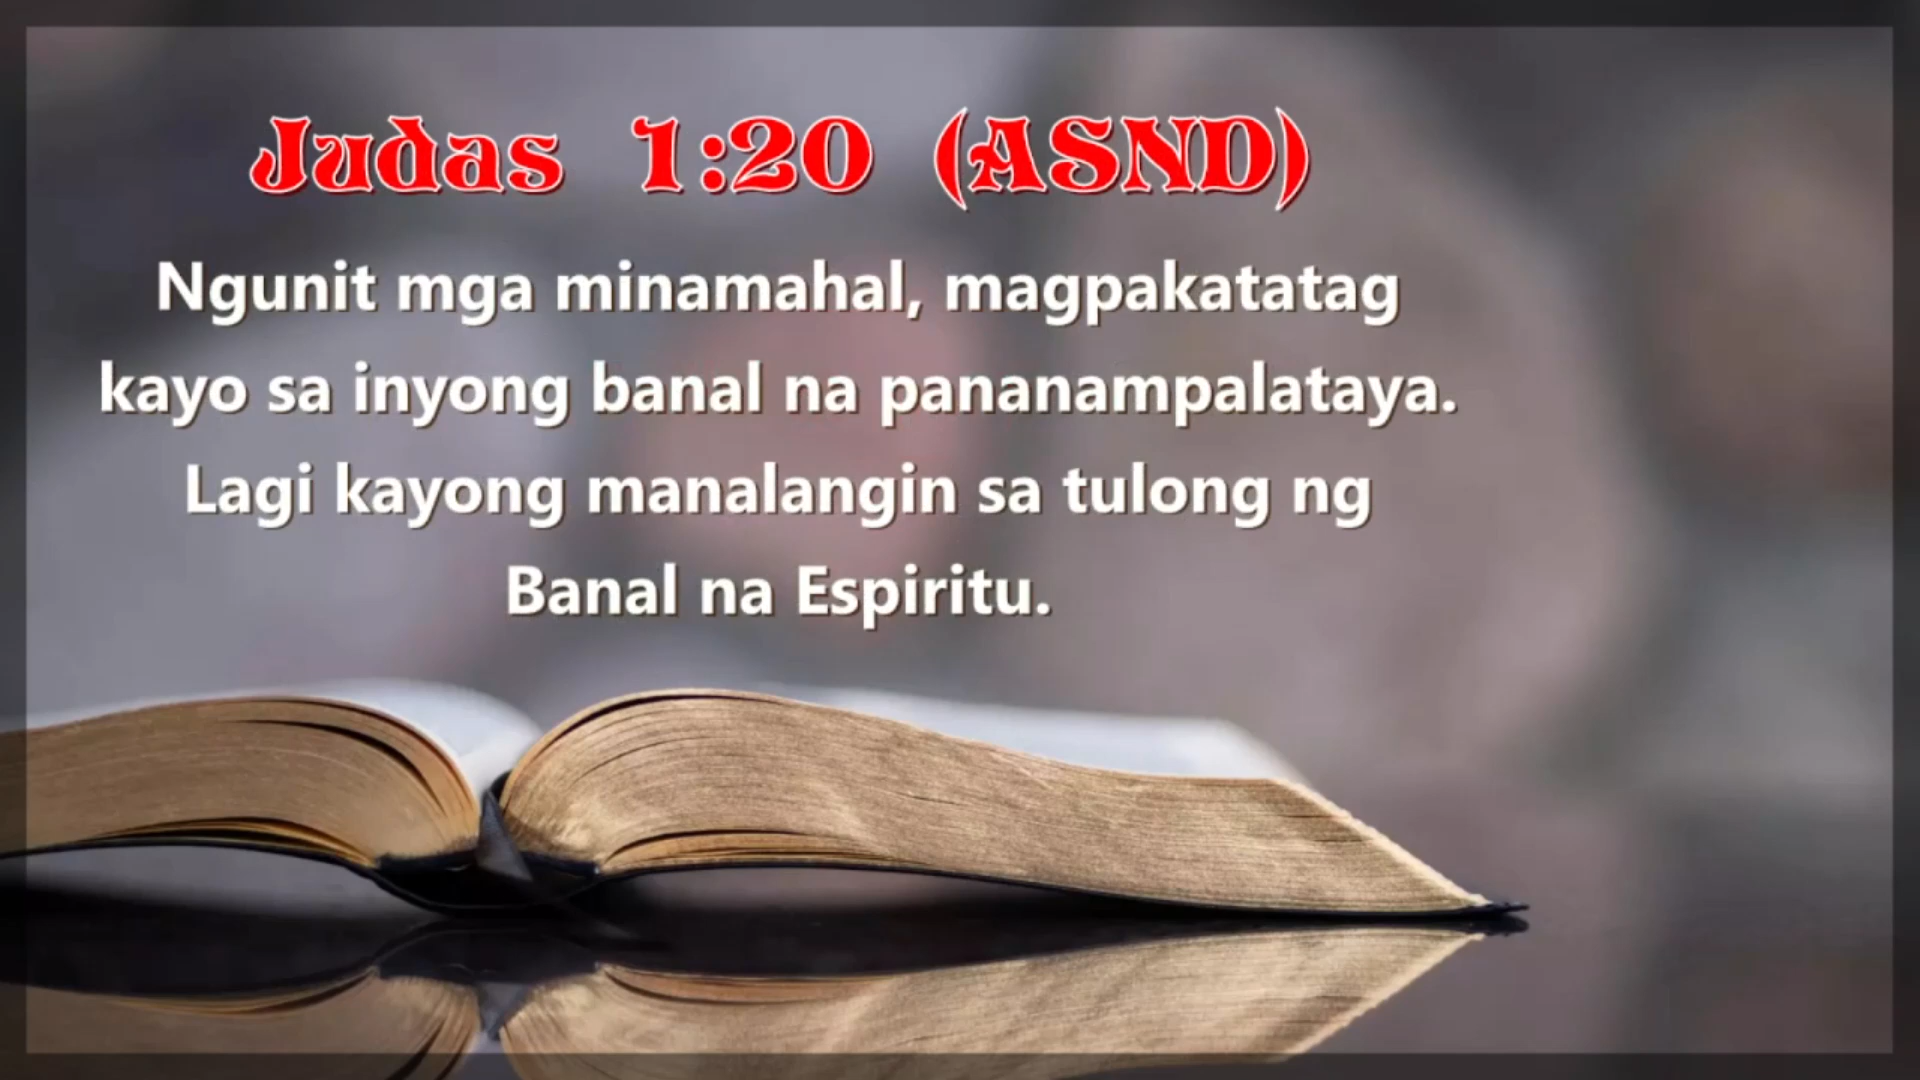 Judas 1:20 (ASND)
Ngunit mga minamahal, magpakatatag
kayo sa inyong banal na pananampalataya.
Lagi kayong manalangin sa tulong ng
Banal na Espiritu.